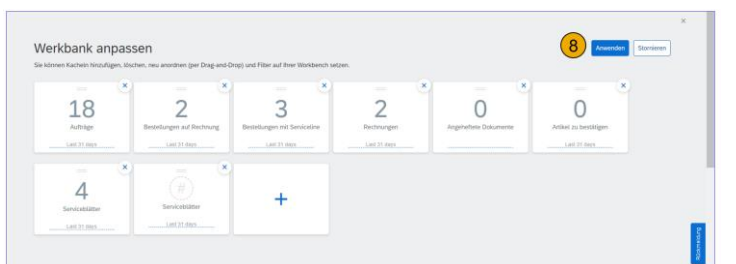 ×
Werkbank anpassen
8
Anwenden
Stornieren
Sie können Kacheln hinzufügen, löschen, neu anordnen (per Drag-and-Drop) und Filter auf Ihrer Workbench setzen.
18
Aufträge
Last 31 days
2
Bestellungen auf Rechnung
Last 31 days
3
Bestellungen mit Serviceline
Last 31 days
2
Rechnungen
Last 31 days
0
Angeheftete Dokumente
0
Artikel zu bestätigen
Last 31 days
4
Serviceblätter
Last 31 days
#
Serviceblätter
Last 31 days
+
Rückmeldung